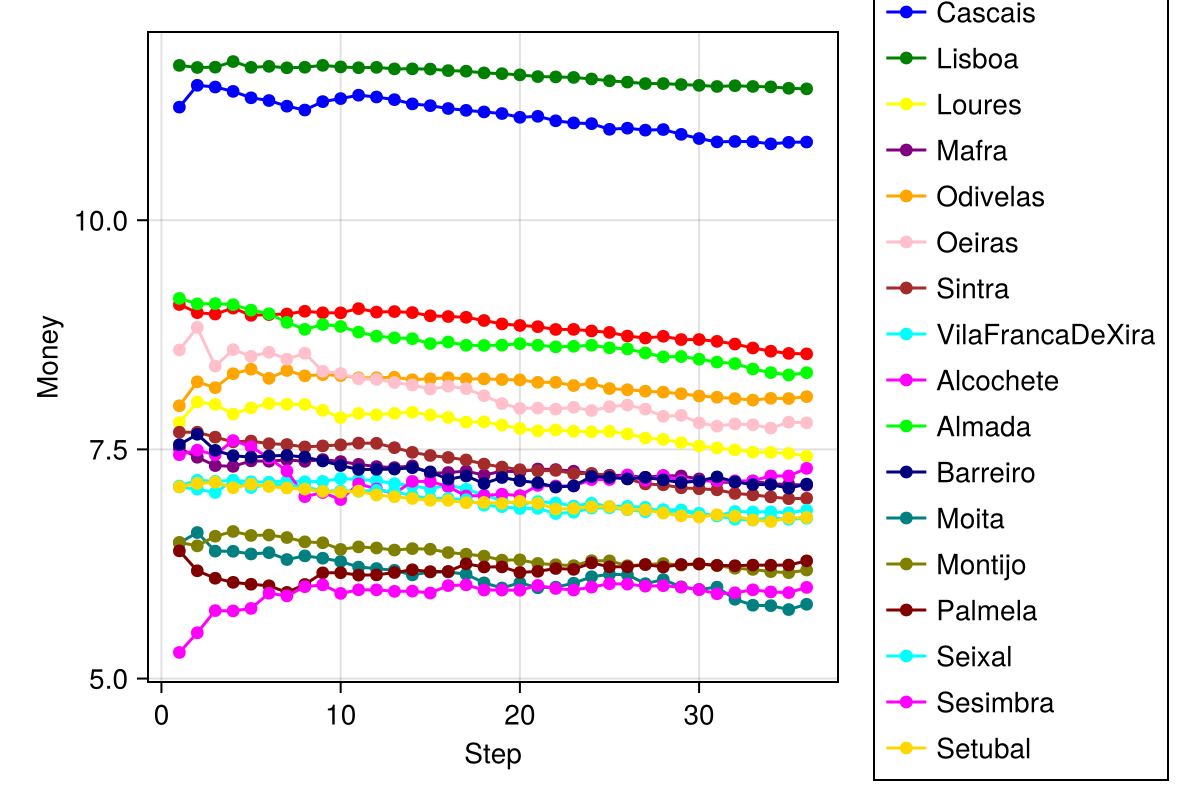 Cascais
Lisboa
Loures
Mafra
Odivelas
Oeiras
Sintra
VilaFrancaDeXira
Alcochete
Almada
Barreiro
Moita
Montijo
Palmela
Seixal
Sesimbra
Setubal
10.0
7.5
5.0
Money
0 10 20 30
Step